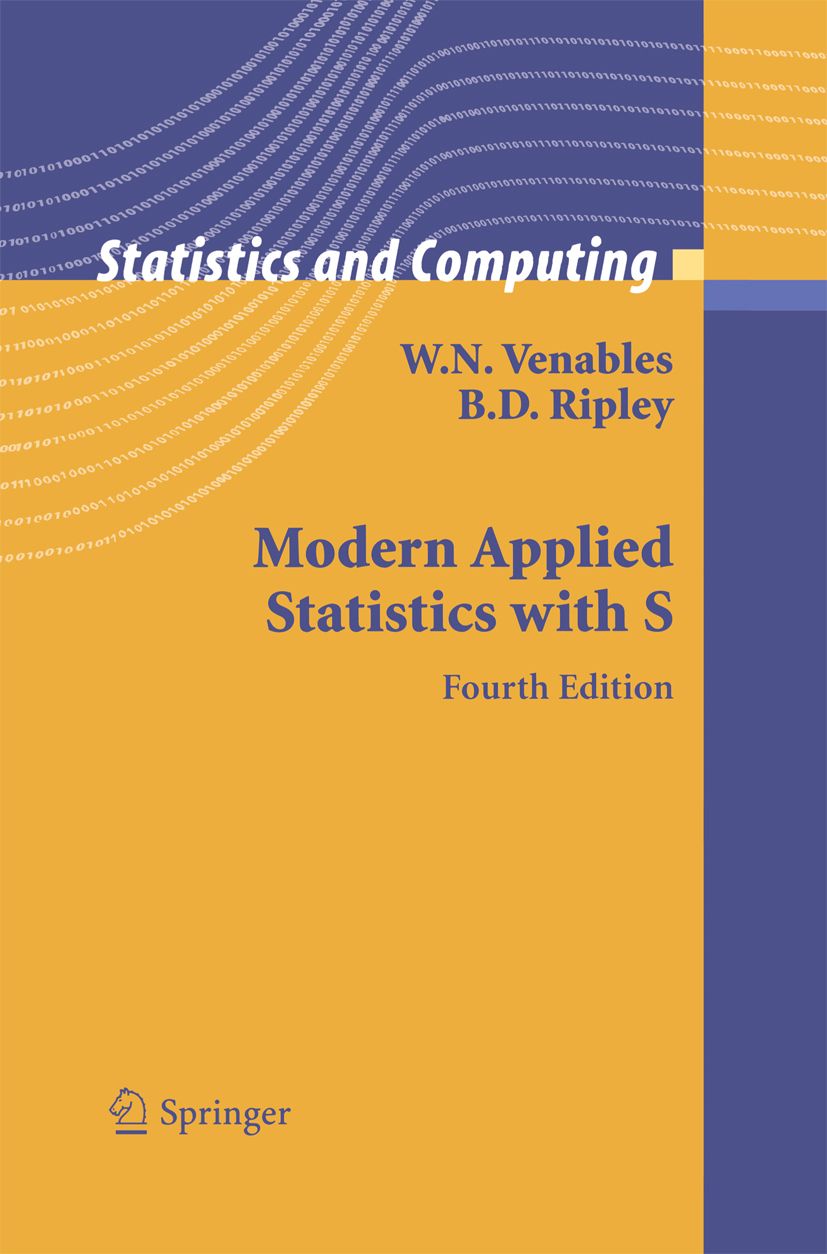 Statistics and Computing
W.N. Venables
B.D. Ripley
Modern Applied
Statistics with S
Fourth Edition
Springer